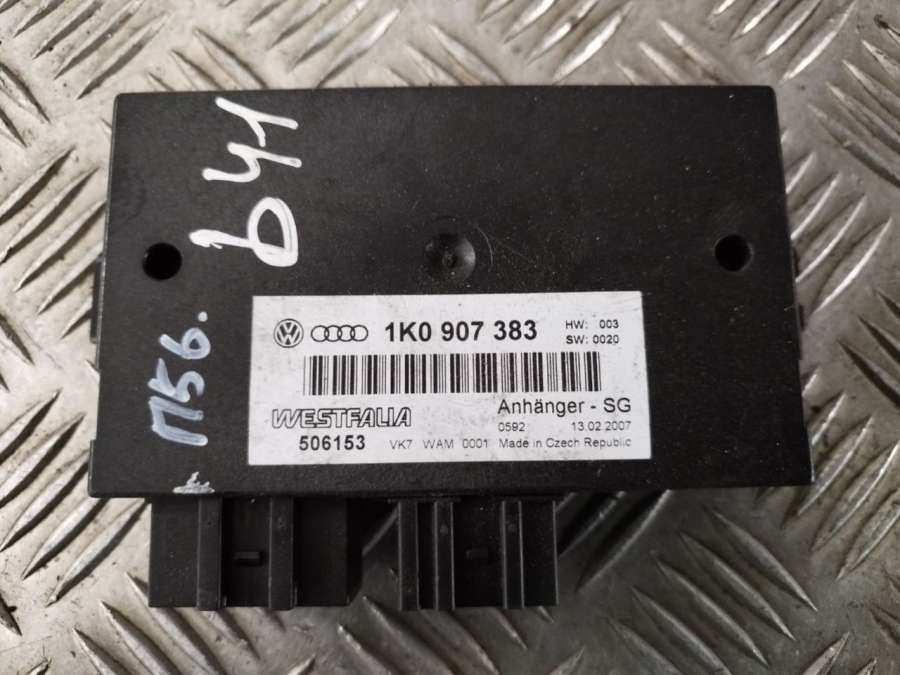 D41
П56.
1K0 907 383
HW: 003
SW: 0020
WESTFALIA
Anhänger - SG
0592 13.02.2007
506153 VK7 WAM 0001 Made in Czech Republic